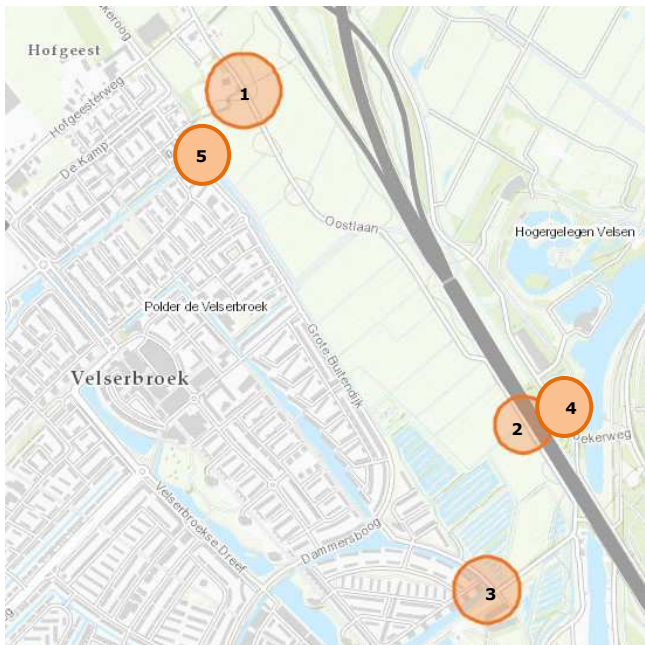 Hofgeest
Hofgeesterweg
De Kamp
1
5
Oostlaan
Hogergelegen Velsen
Polder de Velserbroek
Grote Buitendijk
Velserbroek
4
2
ekerweg
Dammersboog
Velserbroekse Dreef
3